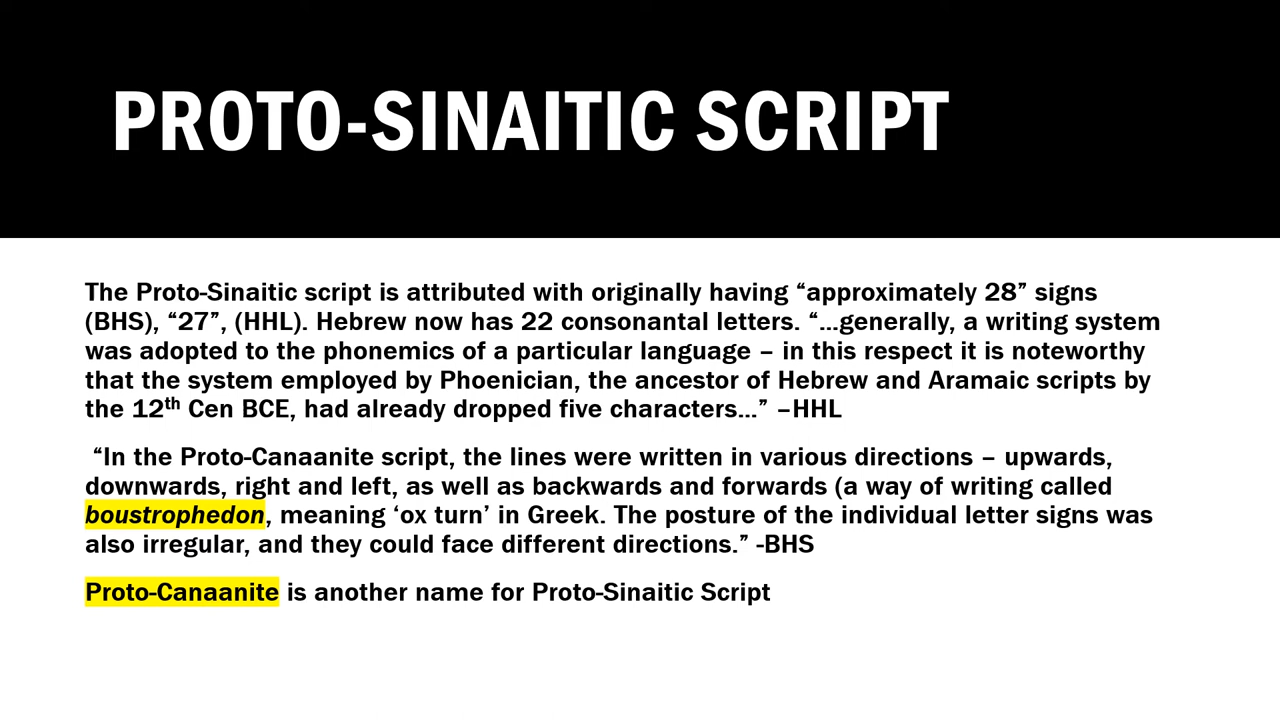 PROTO-SINAITIC SCRIPT
The Proto-Sinaitic script is attributed with originally having “approximately 28” signs
(BHS), “27”, (HHL). Hebrew now has 22 consonantal letters. “...generally, a writing system
was adopted to the phonemics of a particular language – in this respect it is noteworthy
that the system employed by Phoenician, the ancestor of Hebrew and Aramaic scripts by
the 12th Cen BCE, had already dropped five characters...” –HHL
“In the Proto-Canaanite script, the lines were written in various directions – upwards,
downwards, right and left, as well as backwards and forwards (a way of writing called
boustrophedon, meaning ‘ox turn’ in Greek. The posture of the individual letter signs was
also irregular, and they could face different directions.” -BHS
Proto-Canaanite is another name for Proto-Sinaitic Script